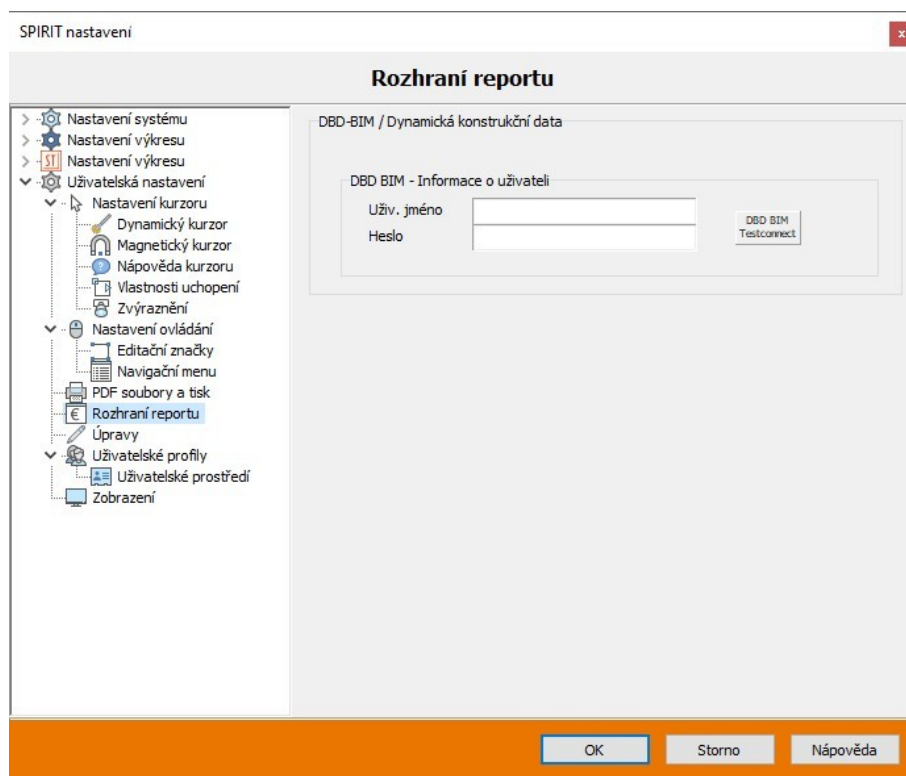 SPIRIT nastavení
x
Rozhraní reportu
Nastavení systému
Nastavení výkresu
ST Nastavení výkresu
Uživatelská nastavení
Nastavení kurzoru
Dynamický kurzor
Magnetický kurzor
? Nápověda kurzoru
Vlastnosti uchopení
Zvýraznění
Nastavení ovládání
Editační značky
Navigační menu
PDF soubory a tisk
€ Rozhraní reportu
Úpravy
Uživatelské profily
Uživatelské prostředí
Zobrazení
DBD-BIM / Dynamická konstrukční data
DBD BIM - Informace o uživateli
Uživ. jméno
Heslo
DBD BIM
Testconnect
OK
Storno
Nápověda